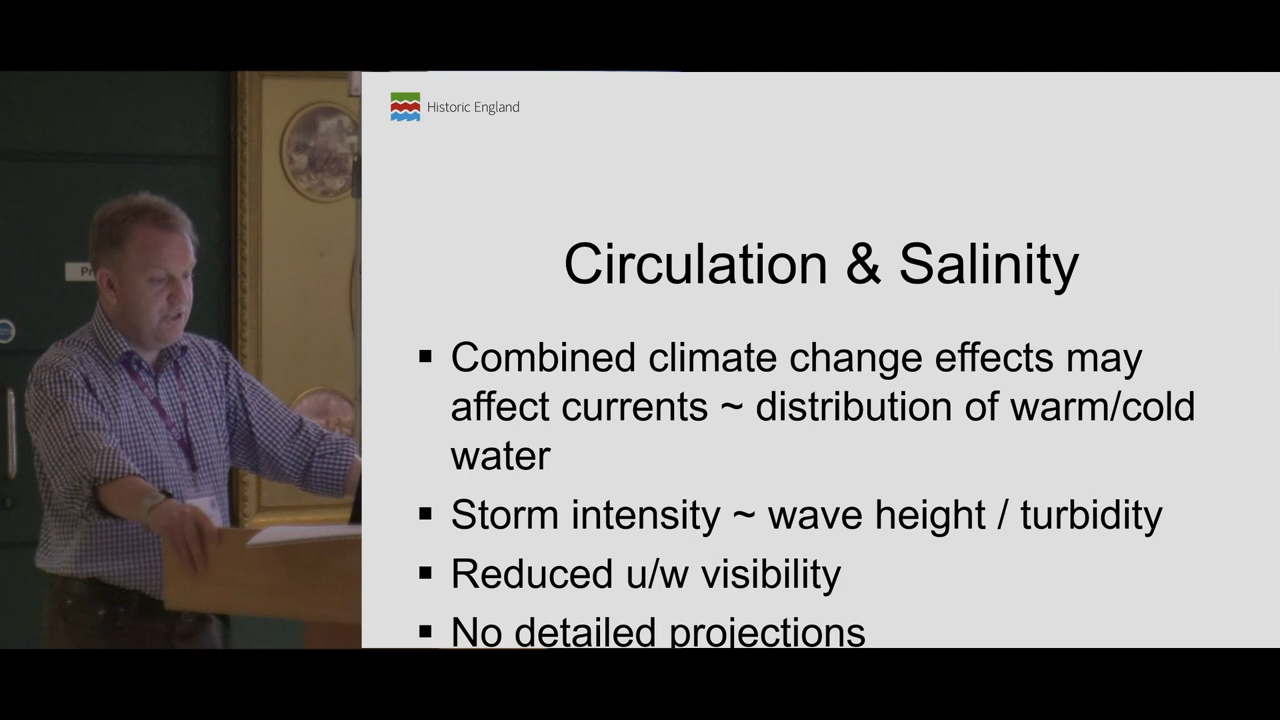 Historic England
Circulation & Salinity
▪ Combined climate change effects may
affect currents ~ distribution of warm/cold
water
▪ Storm intensity ~ wave height / turbidity
▪ Reduced u/w visibility
▪ No detailed projections